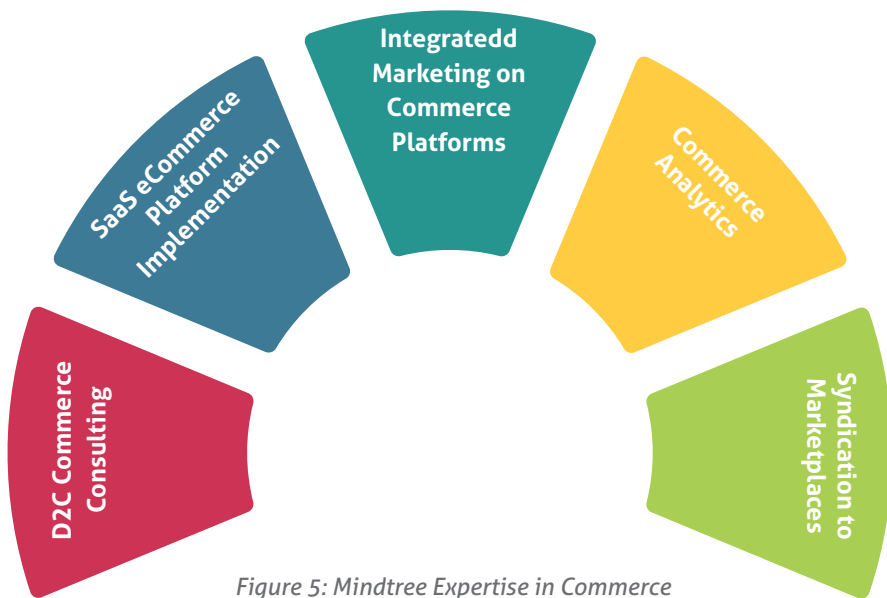 D2C Commerce
Consulting
SaaS eCommerce
Platform
Implementation
Integratedd
Marketing on
Commerce
Platforms
Commerce
Analytics
Syndication to
Marketplaces
Figure 5: Mindtree Expertise in Commerce